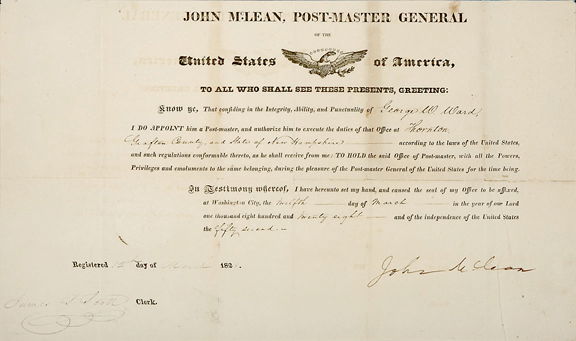 JOHN McLEAN, POST-MASTER GENERAL
OF THE
United States of America,
TO ALL WHO SHALL SEE THESE PRESENTS, GREETING:
Know ye, That confiding in the Integrity, Ability, and Punctuality of George W. Ward,
I DO APPOINT him a Post-master, and authorize him to execute the duties of that Office at Thornton,
Grafton County, and State of New Hampshire according to the laws of the United States,
and such regulations conformable thereto, as he shall receive from me: TO HOLD the said Office of Post-master, with all the Powers,
Privileges and emoluments to the same belonging, during the pleasure of the Post-master General of the United States for the time being.
In Testimony whereof, I have hereunto set my hand, and caused the seal of my Office to be affixed,
at Washington City, the twelfth day of March in the year of our Lord
one thousand eight hundred and twenty eight and of the independence of the United States
the fifty second.
Registered 12 day of March 1828.
John McLean
Clerk.